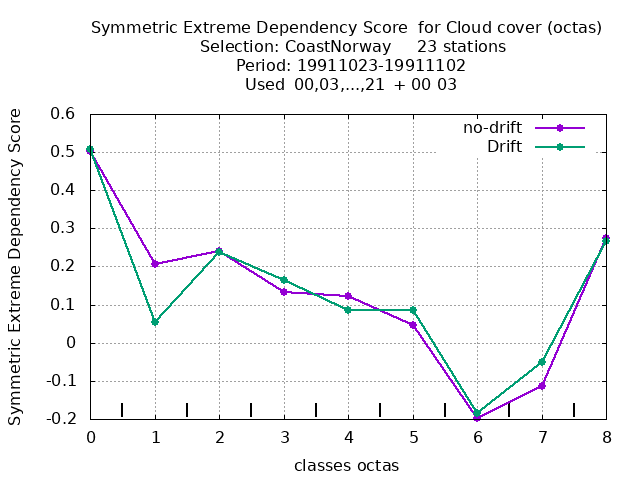 Symmetric Extreme Dependency Score  for Cloud cover (octas)
Selection: CoastNorway     23 stations
Period: 19911023-19911102
Used  00,03,...,21  + 00 03
Symmetric Extreme Dependency Score
0.6
0.5
0.4
0.3
0.2
0.1
0
-0.1
-0.2
no-drift
Drift
0 1 2 3 4 5 6 7 8
classes octas